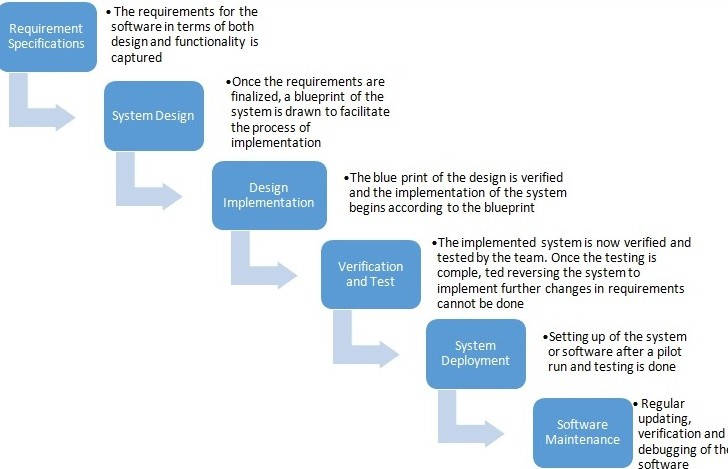 Requirement
Specifications
• The requirements for the
software in terms of both
design and functionality is
captured
System Design
•Once the requirements are
finalized, a blueprint of the
system is drawn to facilitate
the process of
implementation
Design
Implementation
•The blue print of the design is verified
and the implementation of the system
begins according to the blueprint
Verification
and Test
•The implemented system is now verified and
tested by the team. Once the testing is
comple, ted reversing the system to
implement further changes in requirements
cannot be done
System
Deployment
•Setting up of the system
or software after a pilot
run and testing is done
Software
Maintenance
• Regular
updating,
verification and
debugging of the
software